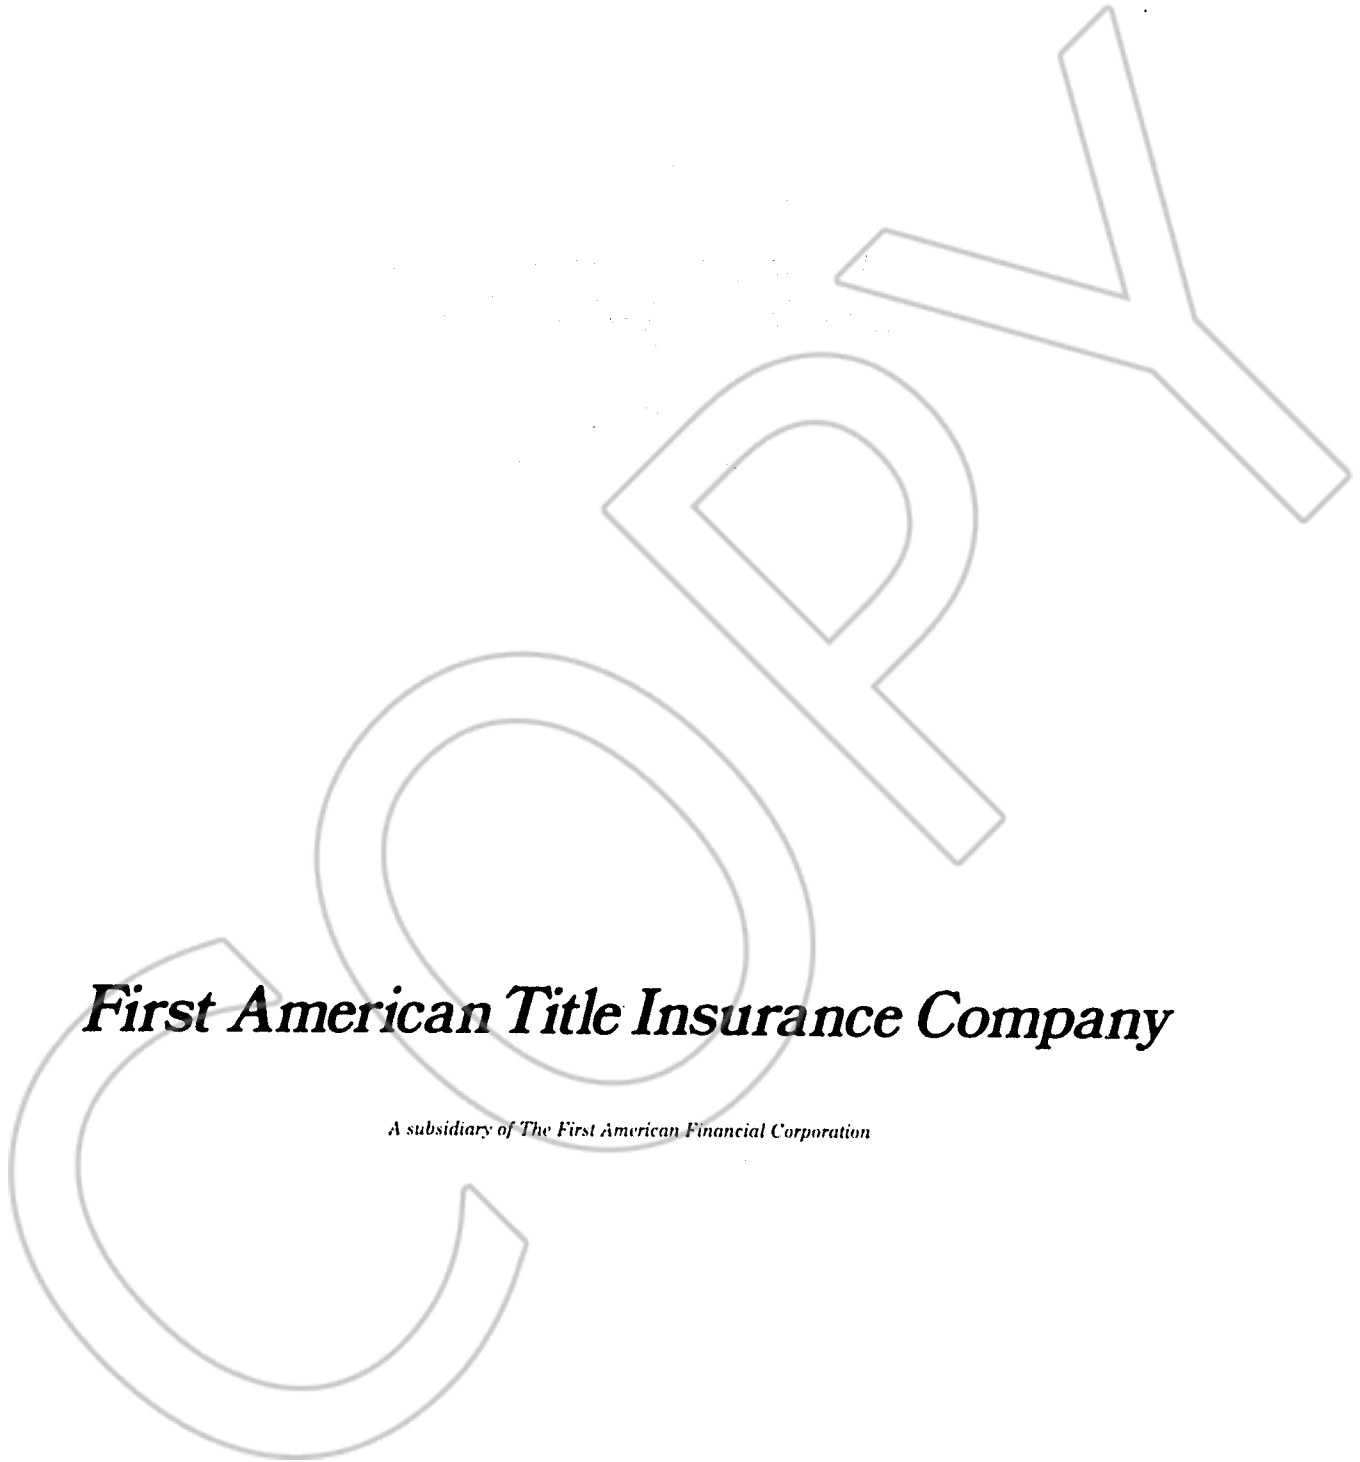 First American Title Insurance Company
A subsidiary of The First American Financial Corporation
COPY